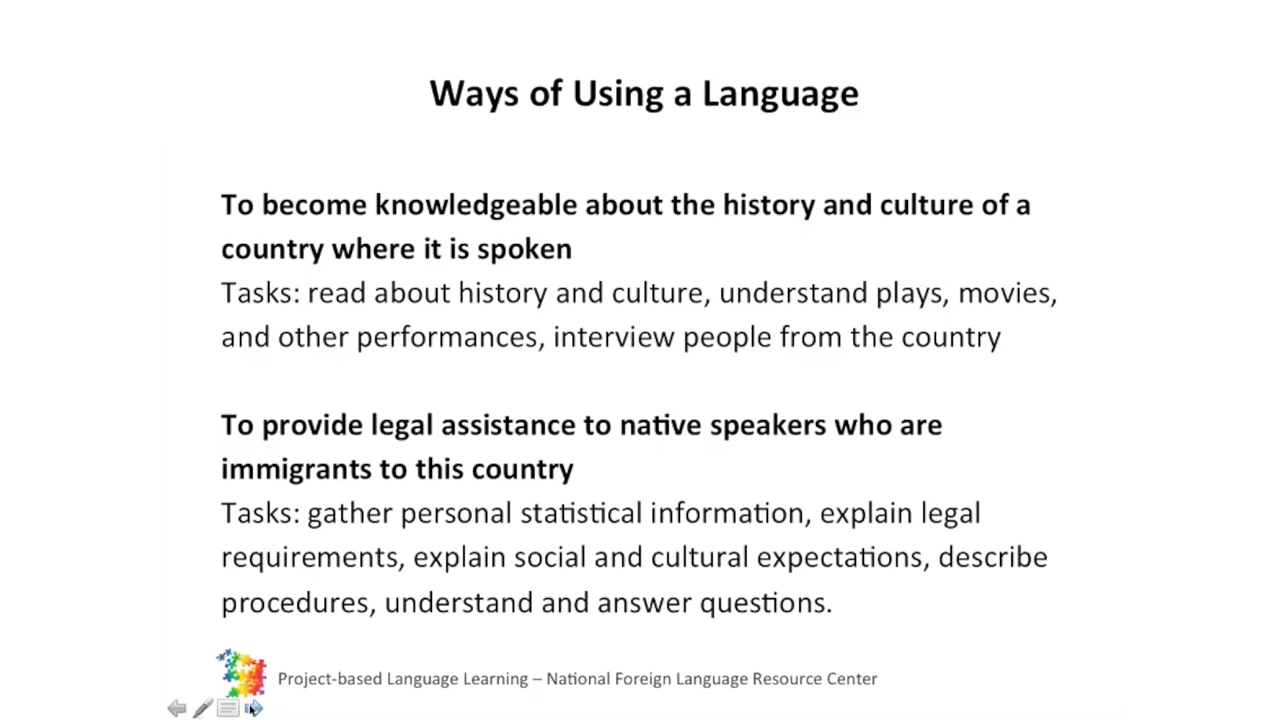 Ways of Using a Language
To become knowledgeable about the history and culture of a
country where it is spoken
Tasks: read about history and culture, understand plays, movies,
and other performances, interview people from the country
To provide legal assistance to native speakers who are
immigrants to this country
Tasks: gather personal statistical information, explain legal
requirements, explain social and cultural expectations, describe
procedures, understand and answer questions.
Project-based Language Learning – National Foreign Language Resource Center